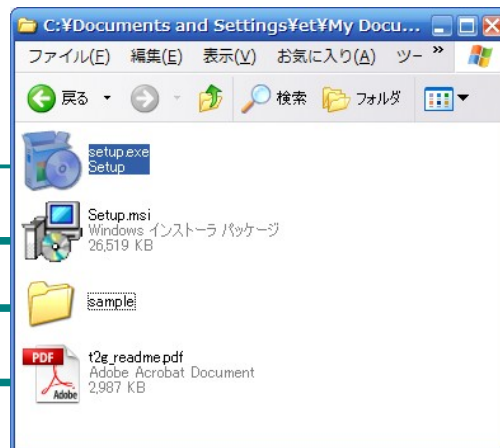 C:¥Documents and Settings¥et¥My Docu...
ファイル(F) 編集(E) 表示(V) お気に入り(A) ツー »
戻る 検索 フォルダ
setup.exe
Setup
Setup.msi
Windows インストーラ パッケージ
26,519 KB
sample
PDF
Adobe
t2g_readme.pdf
Adobe Acrobat Document
2,987 KB